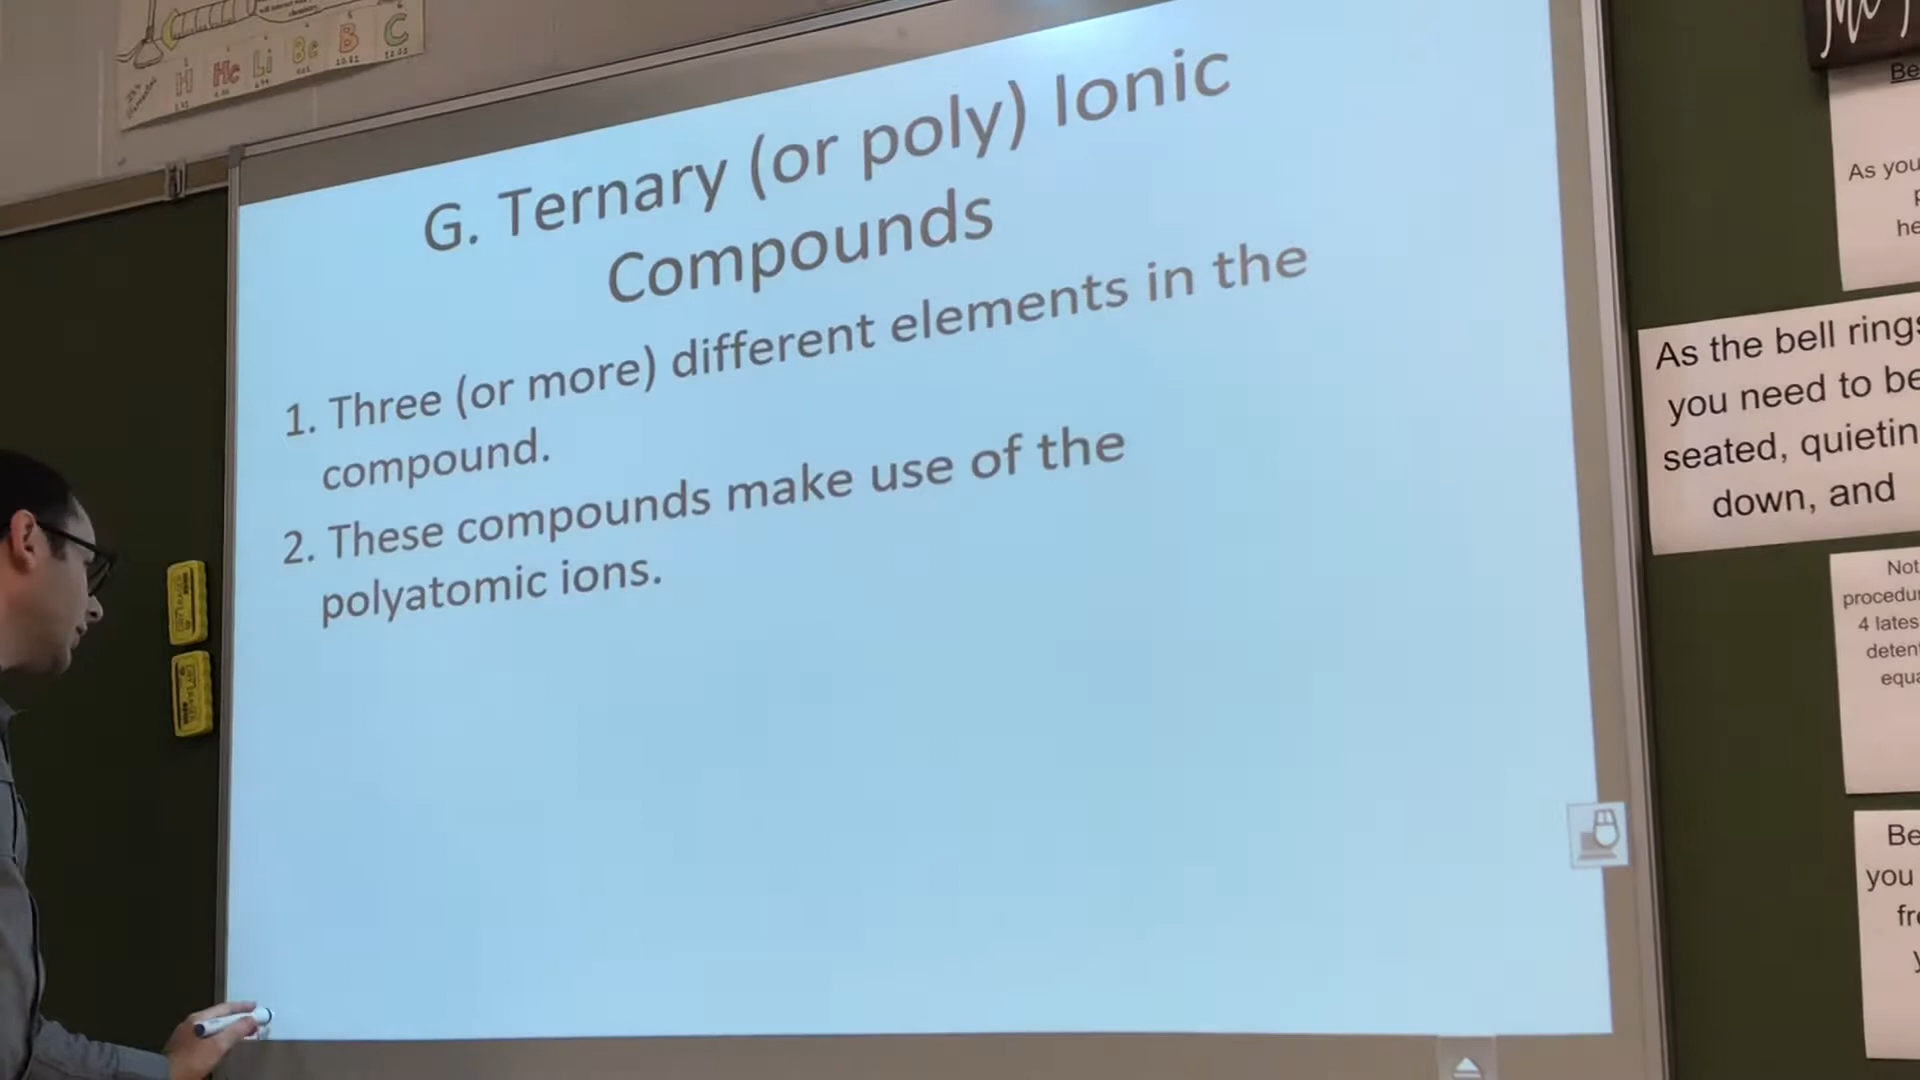 H He Li Be B C
G. Ternary (or poly) Ionic
Compounds
1. Three (or more) different elements in the
compound.
2. These compounds make use of the
polyatomic ions.
As you
he
As the bell rings
you need to be
seated, quietin
down, and
Not
procedu
4 lates
deten
equa
Be
you
fre